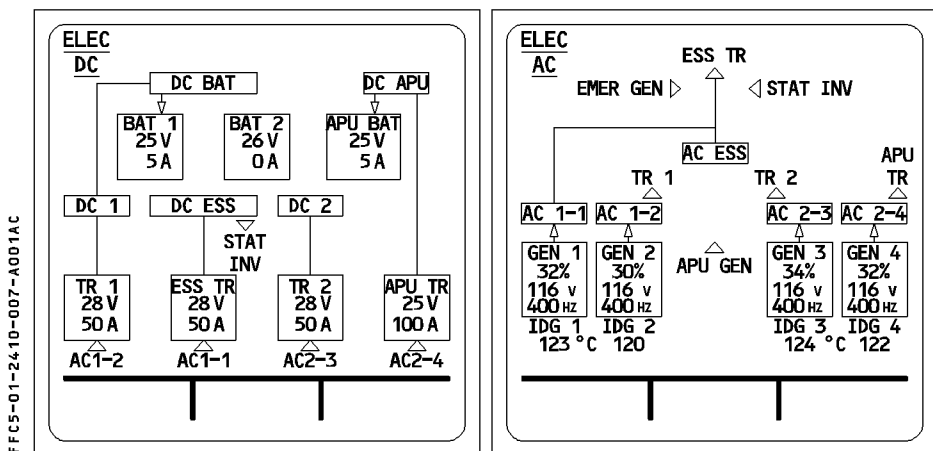 ELEC
DC
DC BAT
DC APU
BAT 1
25 V
5 A
BAT 2
26 V
0 A
APU BAT
25 V
5 A
DC 1
DC ESS
DC 2
STAT
INV
TR 1
28 V
50 A
ESS TR
28 V
50 A
TR 2
28 V
50 A
APU TR
25 V
100 A
AC1-2
AC1-1
AC2-3
AC2-4
ELEC
AC
ESS TR
EMER GEN
STAT INV
AC ESS
TR 1
TR 2
APU
TR
AC 1-1
AC 1-2
AC 2-3
AC 2-4
GEN 1
32%
116 V
400 HZ
GEN 2
30%
116 V
400 HZ
APU GEN
GEN 3
34%
116 V
400 HZ
GEN 4
32%
116 V
400 HZ
IDG 1
IDG 2
IDG 3
IDG 4
123 °C 120
124 °C 122
FFC5-01-2410-007-A001AC